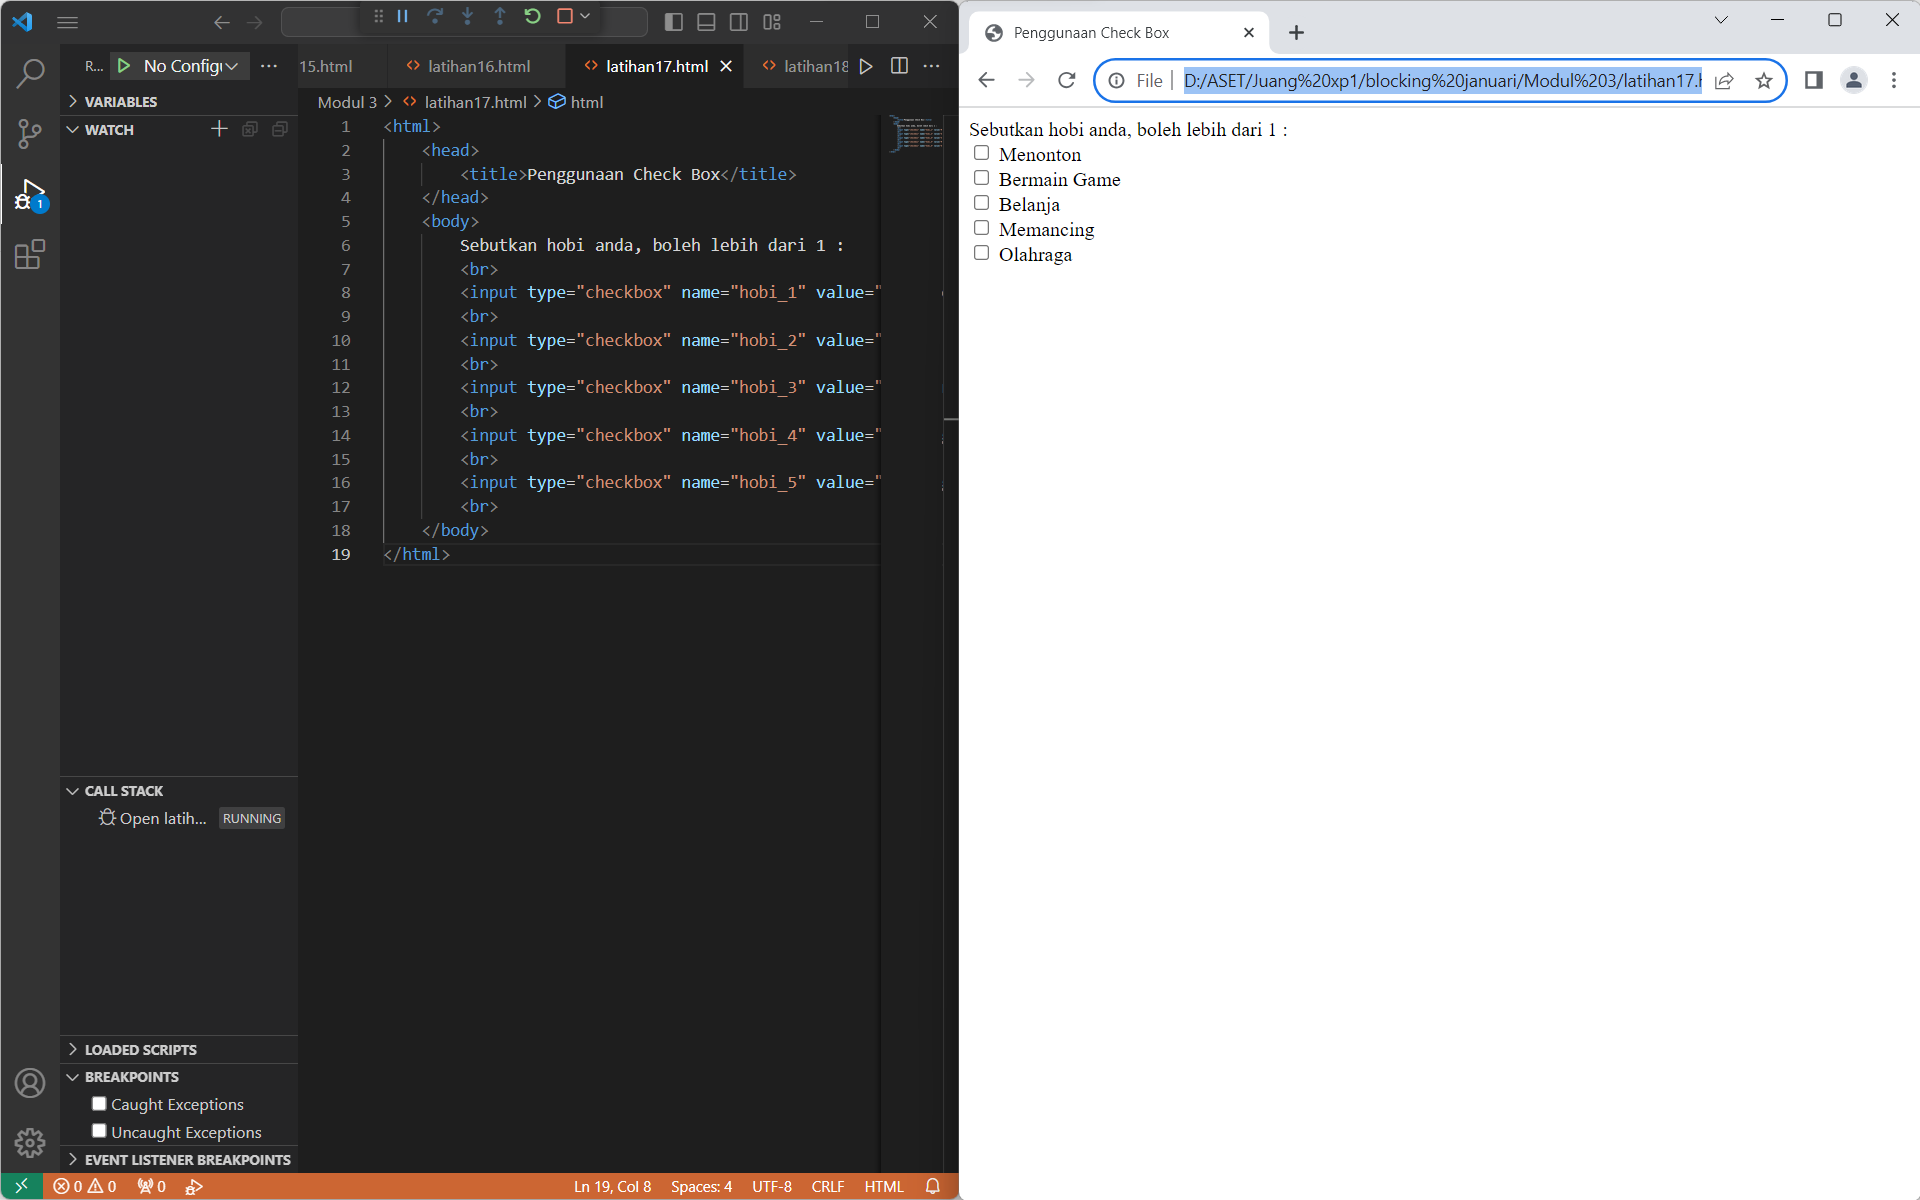 R...
No Config
15.html
latihan16.html
latihan17.html
latihan18
VARIABLES
WATCH
Modul 3 > latihan17.html > html
1 <html>
2 <head>
3 <title>Penggunaan Check Box</title>
4 </head>
5 <body>
6 Sebutkan hobi anda, boleh lebih dari 1 :
7 <br>
8 <input type="checkbox" name="hobi_1" value="
9 <br>
10 <input type="checkbox" name="hobi_2" value="
11 <br>
12 <input type="checkbox" name="hobi_3" value="
13 <br>
14 <input type="checkbox" name="hobi_4" value="
15 <br>
16 <input type="checkbox" name="hobi_5" value="
17 <br>
18 </body>
19 </html>
CALL STACK
Open latih...
RUNNING
LOADED SCRIPTS
BREAKPOINTS
Caught Exceptions
Uncaught Exceptions
EVENT LISTENER BREAKPOINTS
1
0 0 0
Ln 19, Col 8
Spaces: 4
UTF-8
CRLF
HTML
Penggunaan Check Box
File | D:/ASET/Juang%20xp1/blocking%20januari/Modul%203/latihan17.h
Sebutkan hobi anda, boleh lebih dari 1 :
Menonton
Bermain Game
Belanja
Memancing
Olahraga